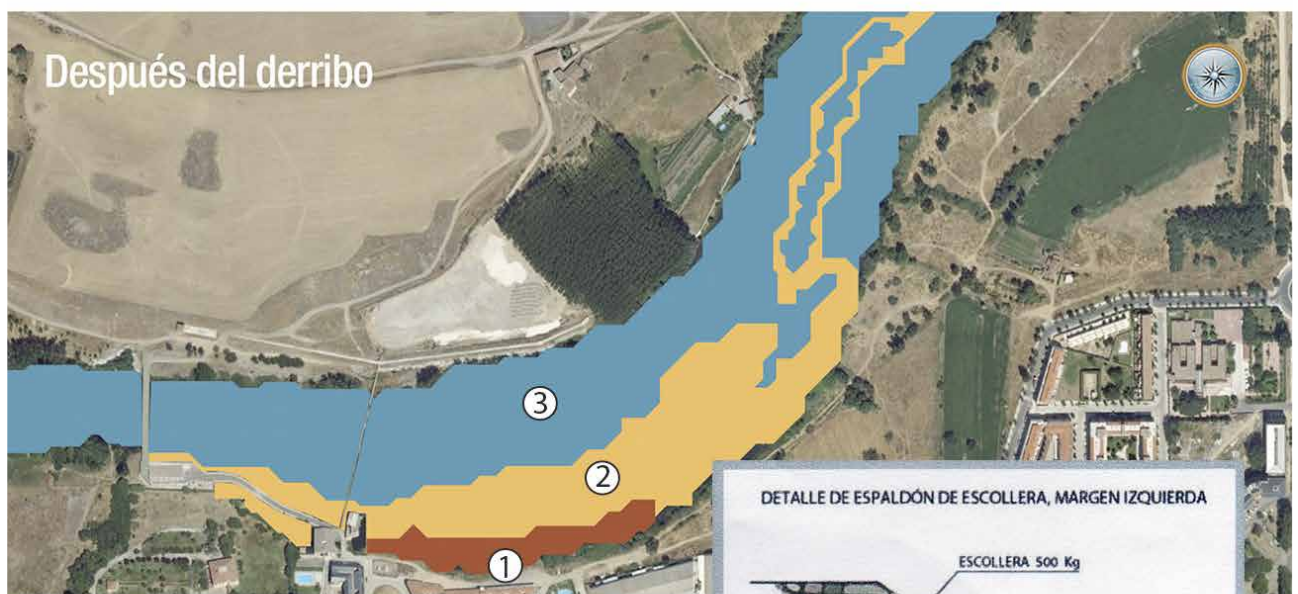 Después del derribo
3
2
1
DETALLE DE ESPALDÓN DE ESCOLLERA, MARGEN IZQUIERDA
ESCOLLERA 500 Kg